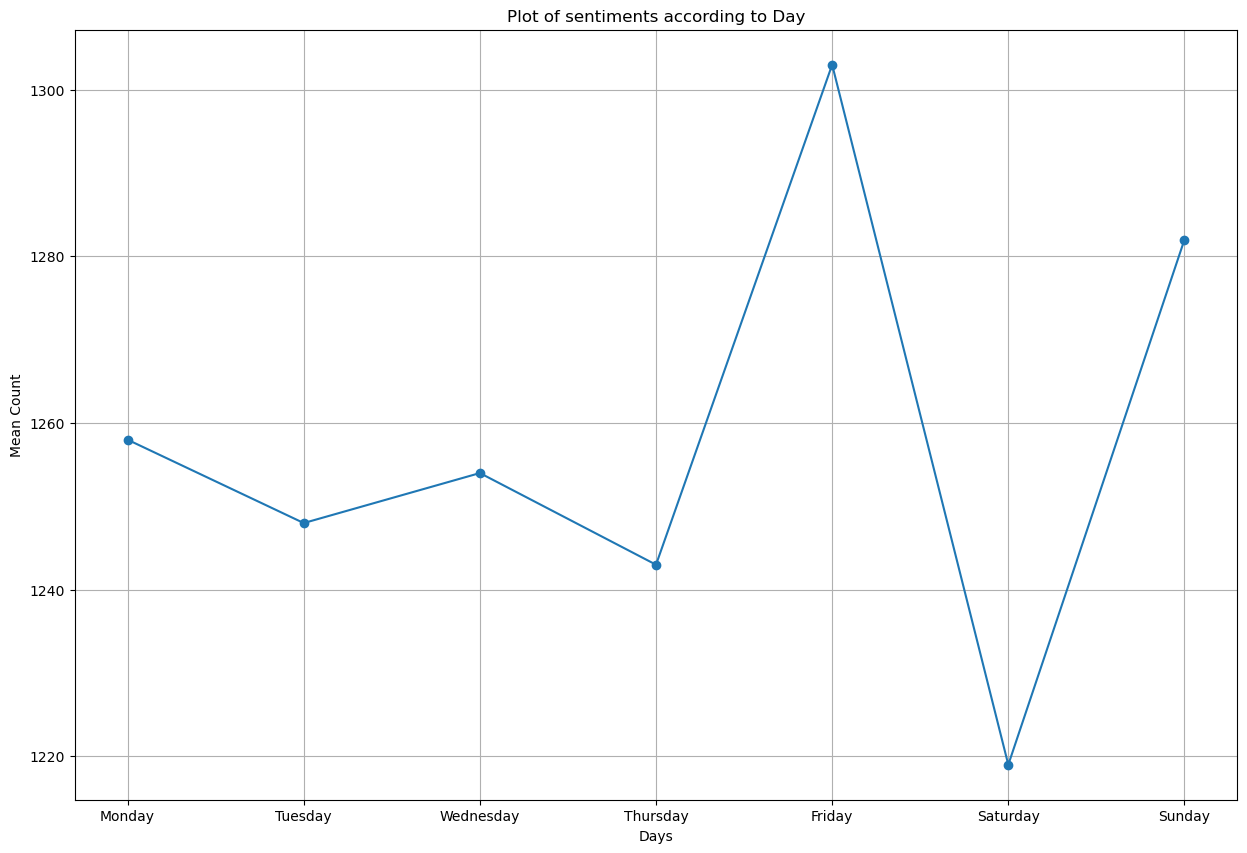 Plot of sentiments according to Day
Mean Count
1300
1280
1260
1240
1220
Monday Tuesday Wednesday Thursday Friday Saturday Sunday
Days